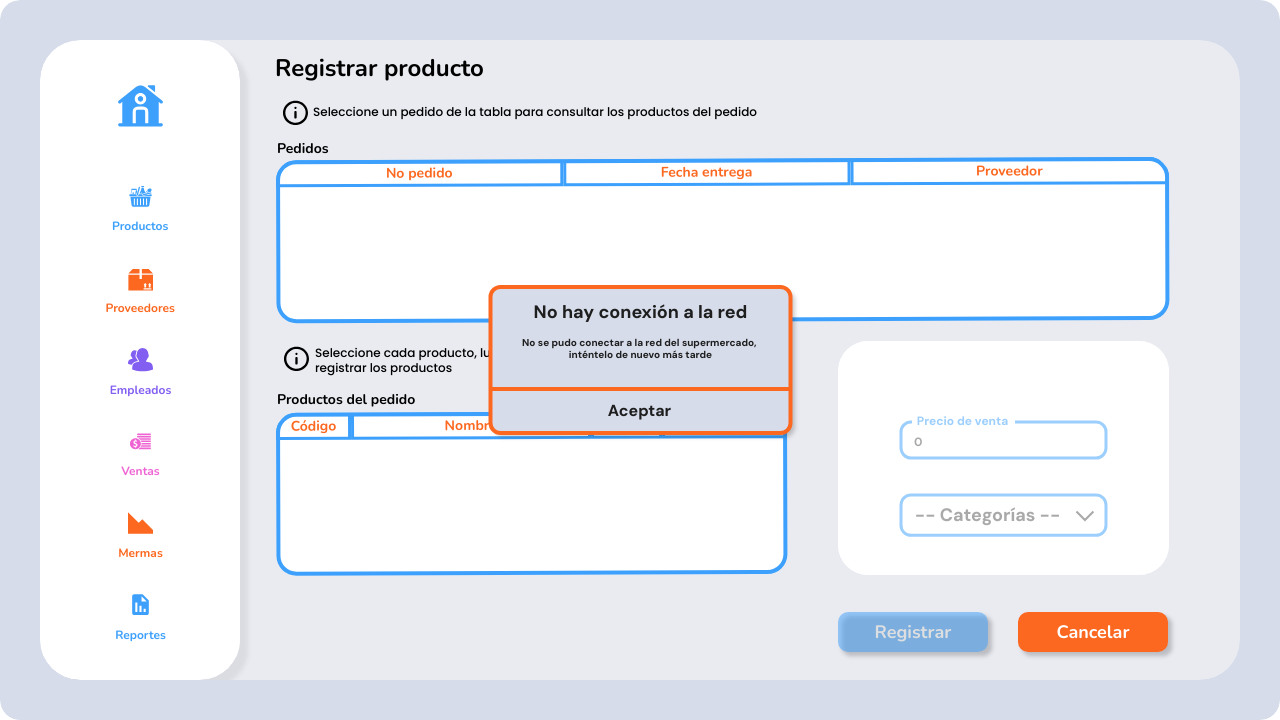 Registrar producto
Seleccione un pedido de la tabla para consultar los productos del pedido
Pedidos
No pedido
Fecha entrega
Proveedor
Productos
Proveedores
Empleados
Ventas
Mermas
Reportes
No hay conexión a la red
No se pudo conectar a la red del supermercado,
inténtelo de nuevo más tarde
Aceptar
Seleccione cada producto,
registrar los productos
Productos del pedido
Código
Nombr
Precio de venta
0
-- Categorías --
Registrar
Cancelar